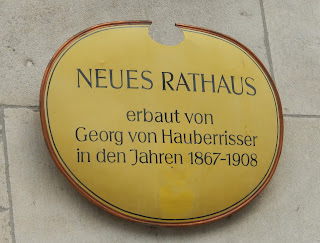 NEUES RATHAUS
erbaut von
Georg von Hauberrisser
in den Jahren 1867-1908